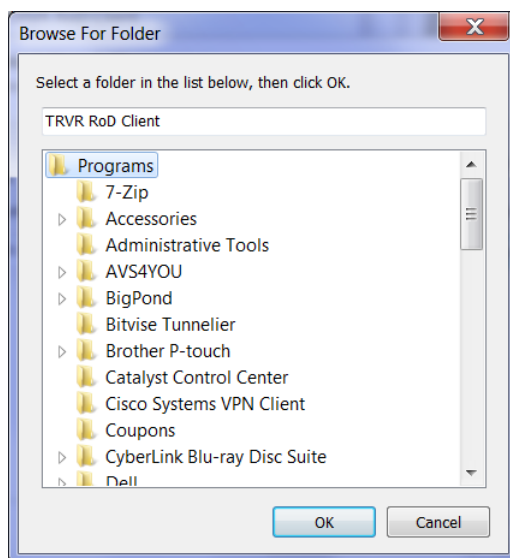 Browse For Folder
Select a folder in the list below, then click OK.
TRVR RoD Client
Programs
7-Zip
Accessories
Administrative Tools
AVS4YOU
BigPond
Bitvise Tunnelier
Brother P-touch
Catalyst Control Center
Cisco Systems VPN Client
Coupons
CyberLink Blu-ray Disc Suite
Dell
OK
Cancel